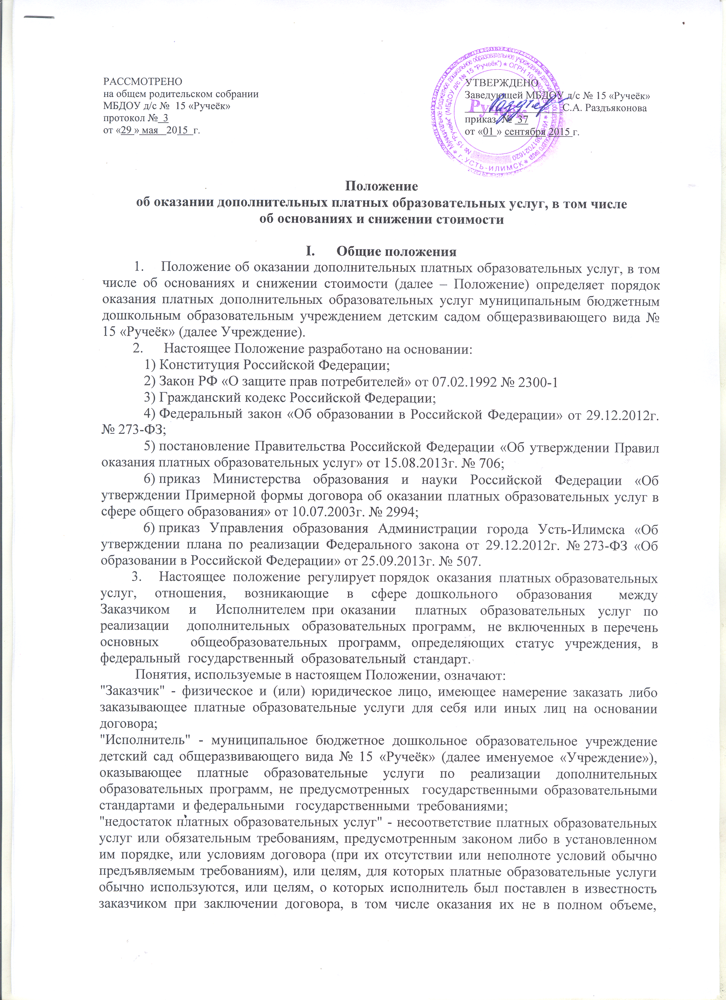 РАССМОТРЕНО
на общем родительском собрании
МБДОУ д/с № 15 «Ручеёк»
протокол № 3
от «29 » мая 2015 г.
УТВЕРЖДЕНО
Заведующей МБДОУ д/с № 15 «Ручеёк»
С.А. Раздъяконова
приказ № 37
от «01 » сентября 2015 г.
Муниципальное бюджетное дошкольное образовательное учреждение детский сад общеразвивающего вида
№ 15 "Ручеёк" (МБДОУ д/с № 15 "Ручеёк") * ОГРН * ИНН 3817021620
* г. УСТЬ-ИЛИМСК *
Ручеёк
Положение
об оказании дополнительных платных образовательных услуг, в том числе
об основаниях и снижении стоимости
I. Общие положения
1. Положение об оказании дополнительных платных образовательных услуг, в том
числе об основаниях и снижении стоимости (далее – Положение) определяет порядок
оказания платных дополнительных образовательных услуг муниципальным бюджетным
дошкольным образовательным учреждением детским садом общеразвивающего вида №
15 «Ручеёк» (далее Учреждение).
2. Настоящее Положение разработано на основании:
1) Конституция Российской Федерации;
2) Закон РФ «О защите прав потребителей» от 07.02.1992 № 2300-1
3) Гражданский кодекс Российской Федерации;
4) Федеральный закон «Об образовании в Российской Федерации» от 29.12.2012г.
№ 273-ФЗ;
5) постановление Правительства Российской Федерации «Об утверждении Правил
оказания платных образовательных услуг» от 15.08.2013г. № 706;
6) приказ Министерства образования и науки Российской Федерации «Об
утверждении Примерной формы договора об оказании платных образовательных услуг в
сфере общего образования» от 10.07.2003г. № 2994;
6) приказ Управления образования Администрации города Усть-Илимска «Об
утверждении плана по реализации Федерального закона от 29.12.2012г. № 273-ФЗ «Об
образовании в Российской Федерации» от 25.09.2013г. № 507.
3. Настоящее положение регулирует порядок оказания платных образовательных
услуг, отношения, возникающие в сфере дошкольного образования между
Заказчиком и Исполнителем при оказании платных образовательных услуг по
реализации дополнительных образовательных программ, не включенных в перечень
основных общеобразовательных программ, определяющих статус учреждения, в
федеральный государственный образовательный стандарт.
Понятия, используемые в настоящем Положении, означают:
"Заказчик" - физическое и (или) юридическое лицо, имеющее намерение заказать либо
заказывающее платные образовательные услуги для себя или иных лиц на основании
договора;
"Исполнитель" - муниципальное бюджетное дошкольное образовательное учреждение
детский сад общеразвивающего вида № 15 «Ручеёк» (далее именуемое «Учреждение»),
оказывающее платные образовательные услуги по реализации дополнительных
образовательных программ, не предусмотренных государственными образовательными
стандартами и федеральными государственными требованиями;
"недостаток платных образовательных услуг" - несоответствие платных образовательных
услуг или обязательным требованиям, предусмотренным законом либо в установленном
им порядке, или условиям договора (при их отсутствии или неполноте условий обычно
предъявляемым требованиям), или целям, для которых платные образовательные услуги
обычно используются, или целям, о которых исполнитель был поставлен в известность
заказчиком при заключении договора, в том числе оказания их не в полном объеме,